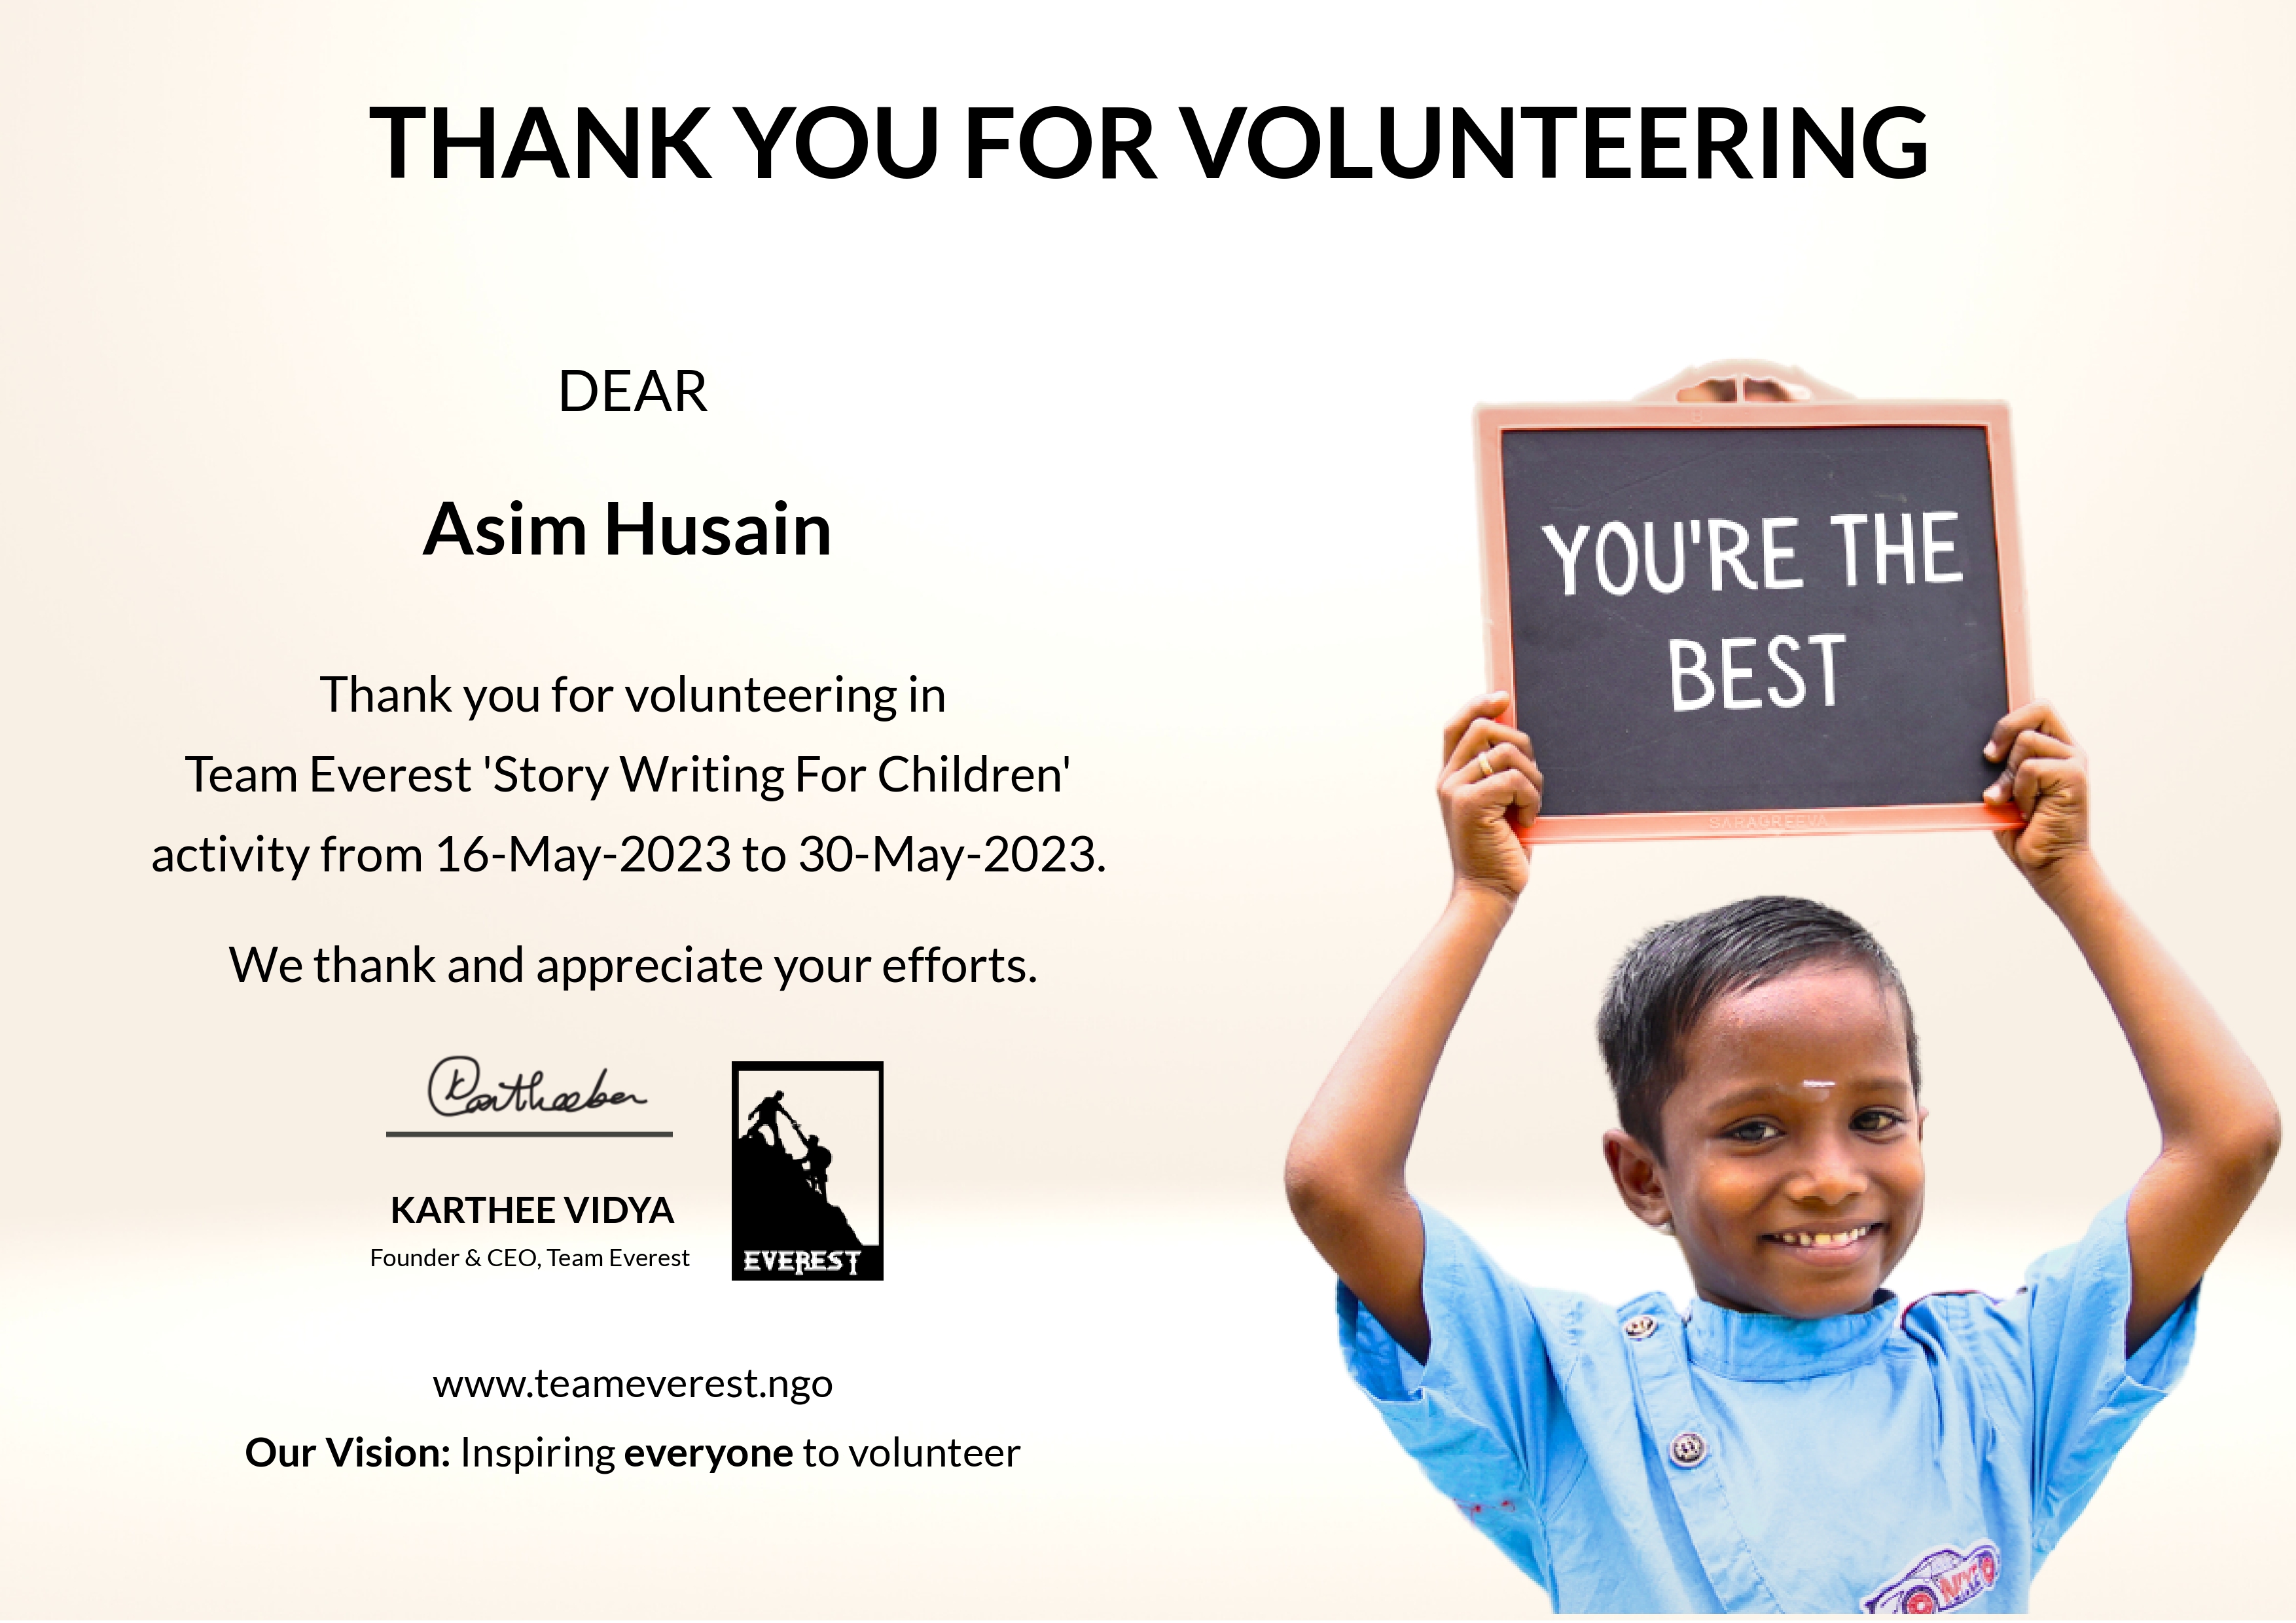 THANK YOU FOR VOLUNTEERING
DEAR
Asim Husain
Thank you for volunteering in
Team Everest 'Story Writing For Children'
activity from 16-May-2023 to 30-May-2023.
We thank and appreciate your efforts.
KARTHEE VIDYA
Founder & CEO, Team Everest
EVEREST
www.teameverest.ngo
Our Vision: Inspiring everyone to volunteer
YOU'RE THE
BEST
SARAGREEVA